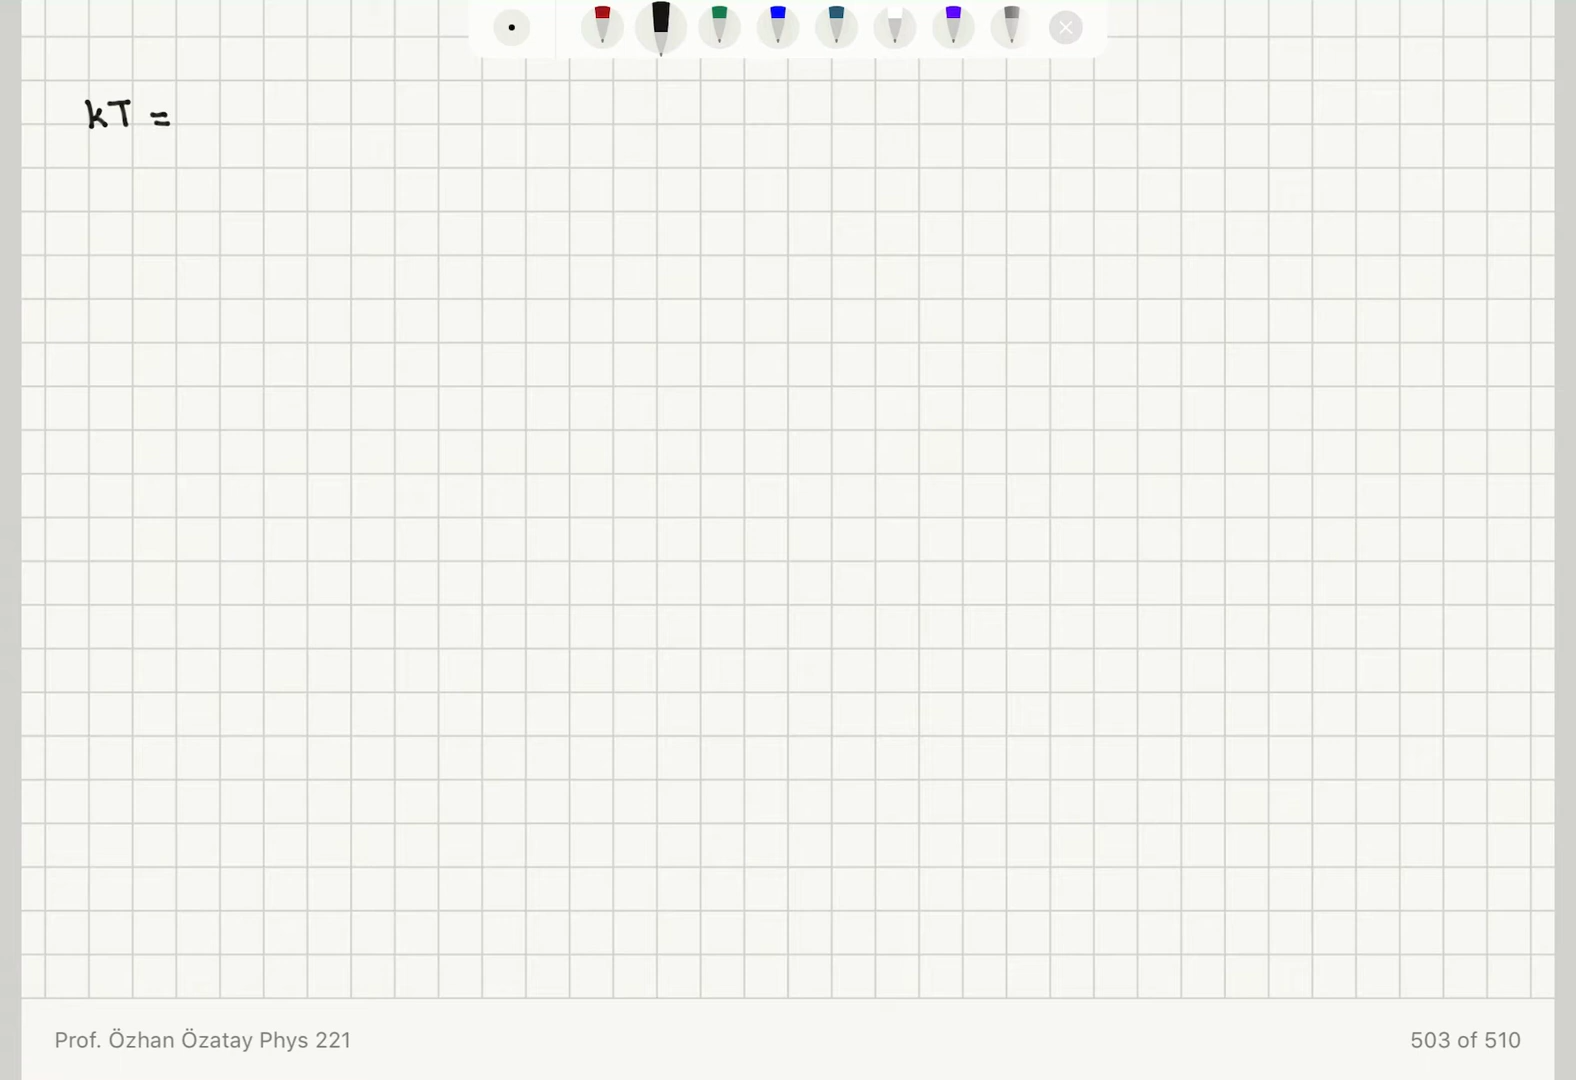 kT =
Prof. Özhan Özatay Phys 221
503 of 510